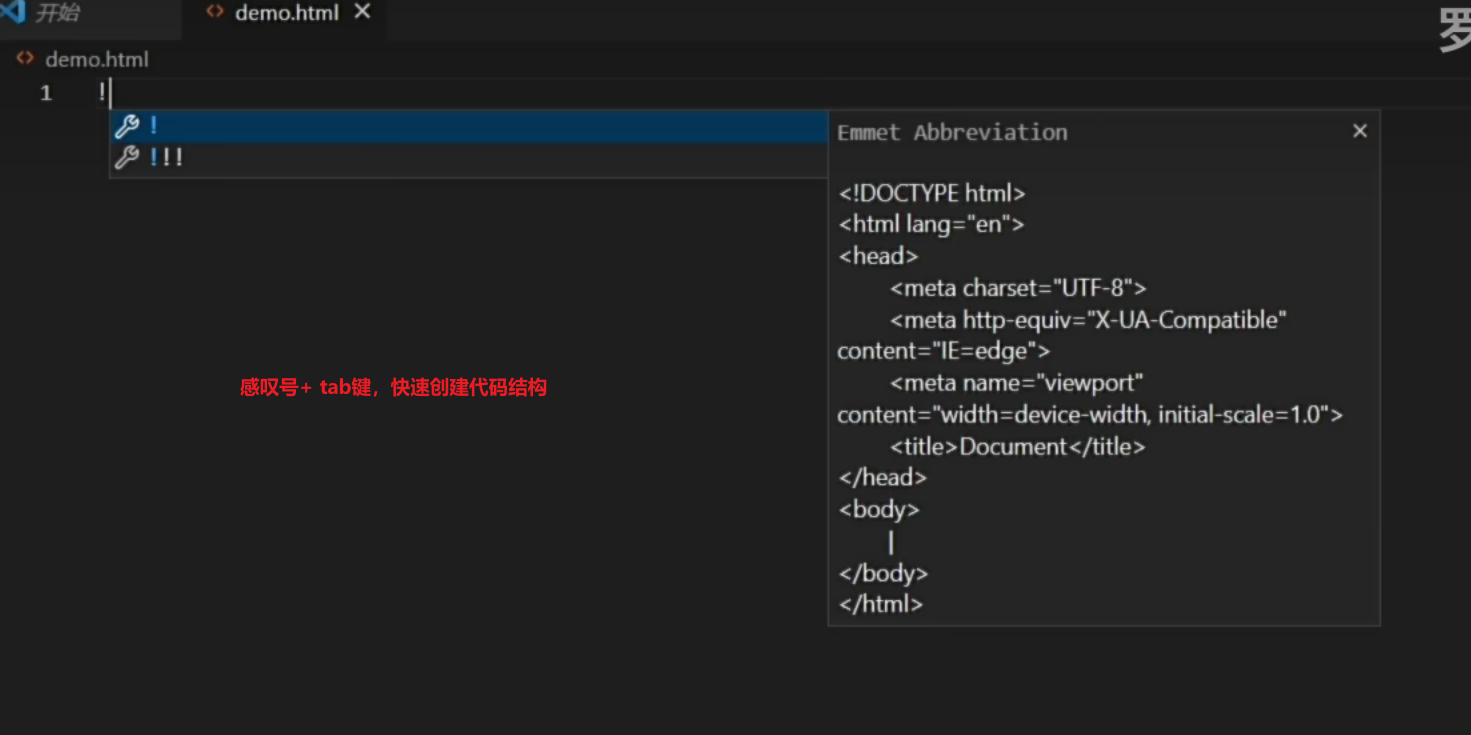 开始
demo.html
罗
demo.html
1 !
!
!!!
Emmet Abbreviation
<!DOCTYPE html>
<html lang="en">
<head>
<meta charset="UTF-8">
<meta http-equiv="X-UA-Compatible"
content="IE=edge">
<meta name="viewport"
content="width=device-width, initial-scale=1.0">
<title>Document</title>
</head>
<body>
|
</body>
</html>
感叹号+ tab键，快速创建代码结构